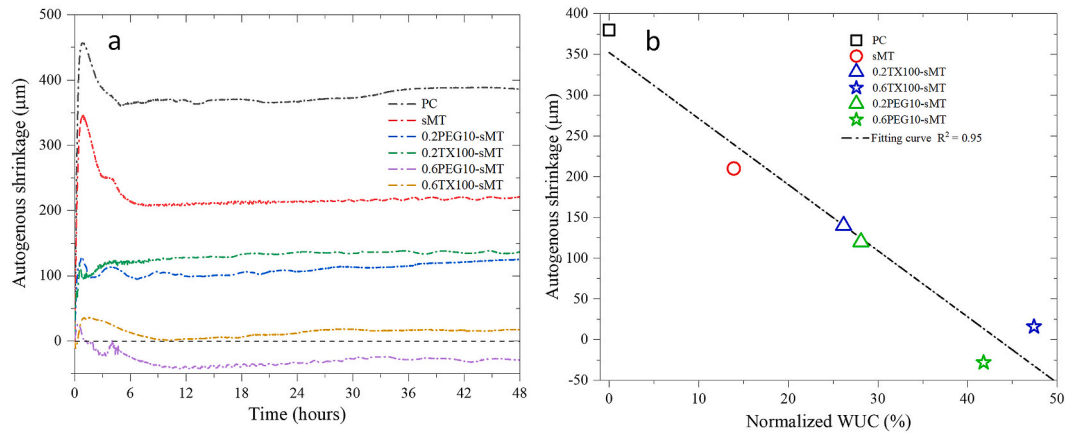 a
Autogenous shrinkage (μm)
500
400
300
200
100
0
0
6
12
18
24
30
36
42
48
Time (hours)
PC
sMT
0.2PEG10-sMT
0.2TX100-sMT
0.6PEG10-sMT
0.6TX100-sMT
b
Autogenous shrinkage (μm)
400
350
300
250
200
150
100
50
0
-50
0
10
20
30
40
50
Normalized WUC (%)
PC
sMT
0.2TX100-sMT
0.6TX100-sMT
0.2PEG10-sMT
0.6PEG10-sMT
Fitting curve R² = 0.95